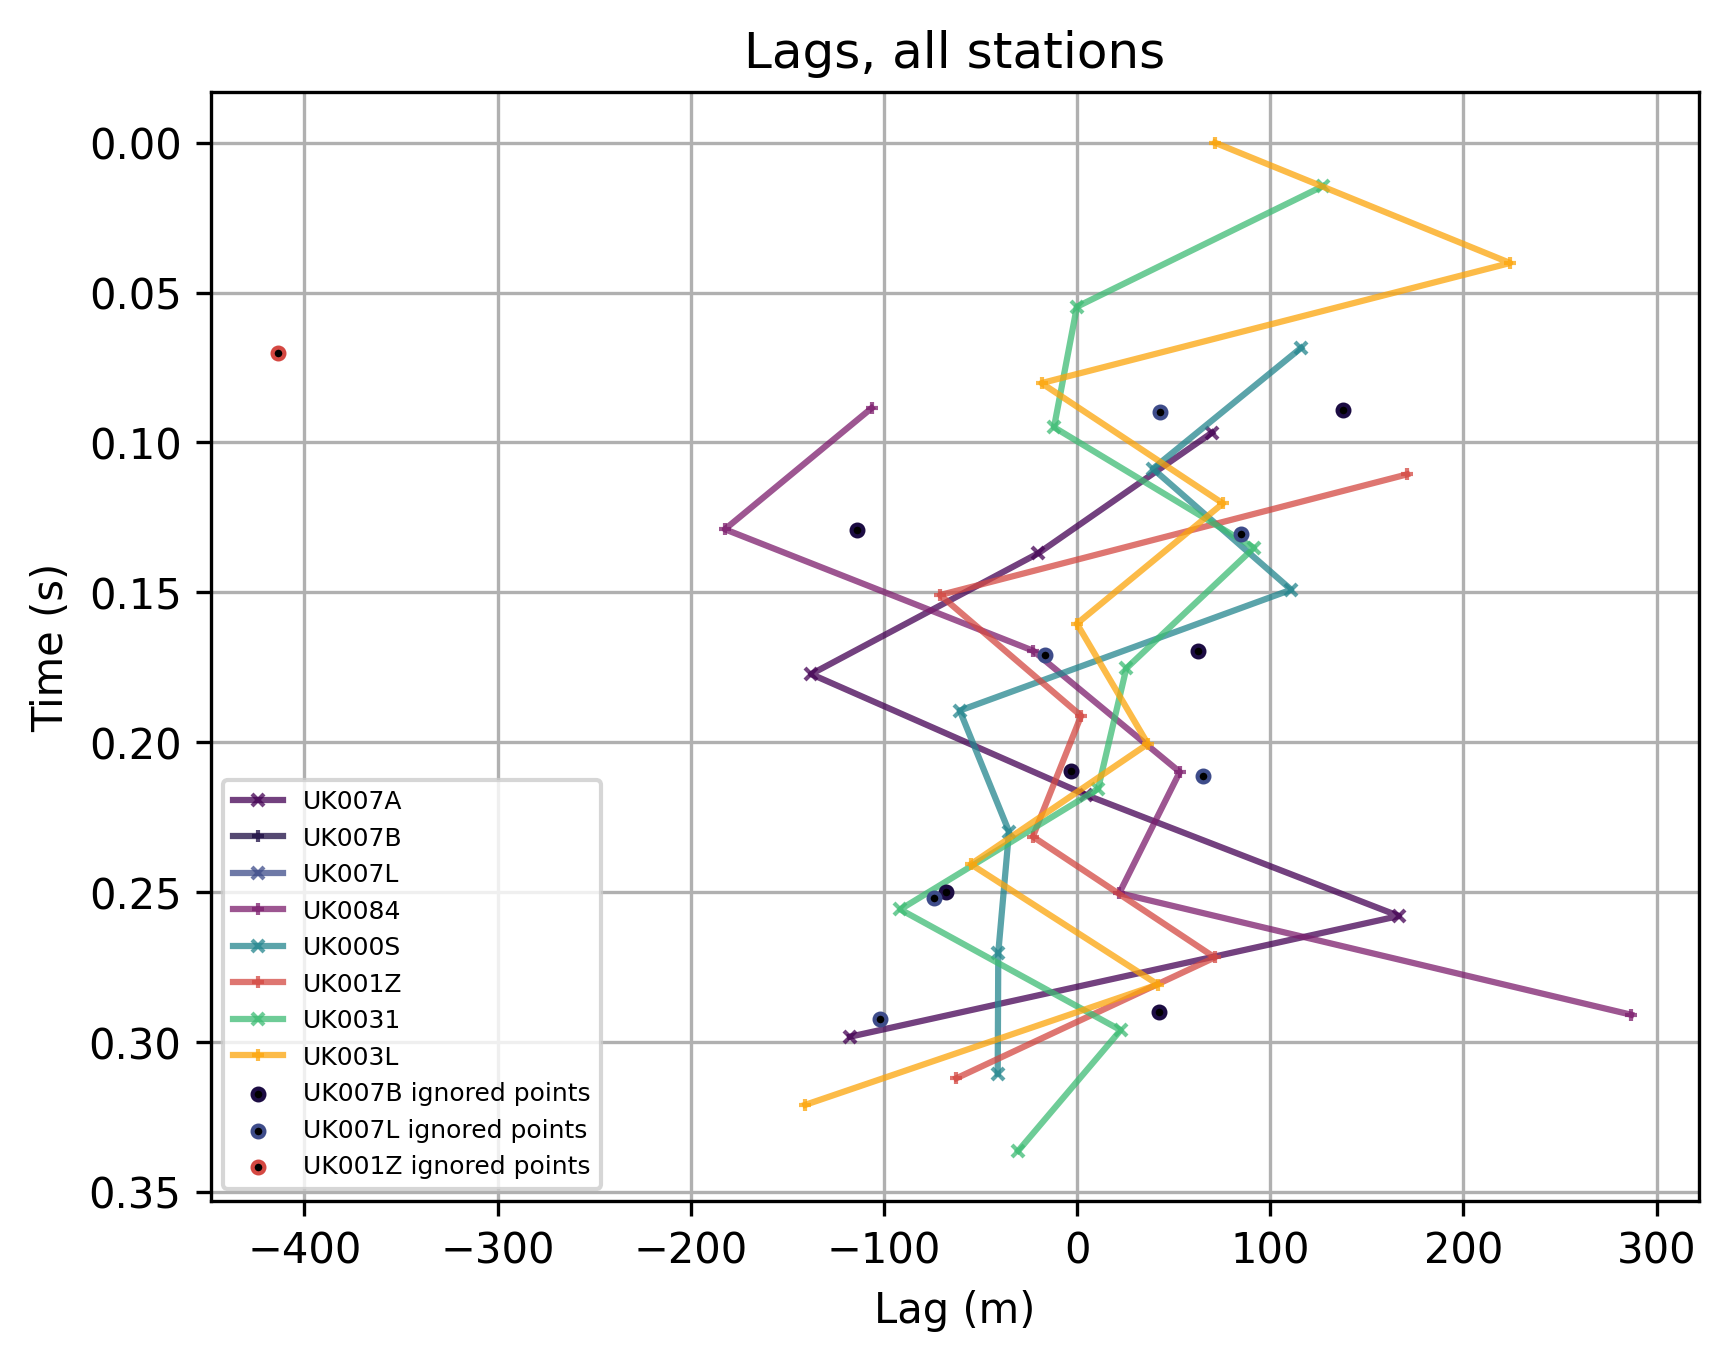 Lags, all stations
0.00
0.05
0.10
0.15
0.20
0.25
0.30
0.35
Time (s)
UK007A
UK007B
UK007L
UK0084
UK000S
UK001Z
UK0031
UK003L
UK007B ignored points
UK007L ignored points
UK001Z ignored points
−400 −300 −200 −100 0 100 200 300
Lag (m)